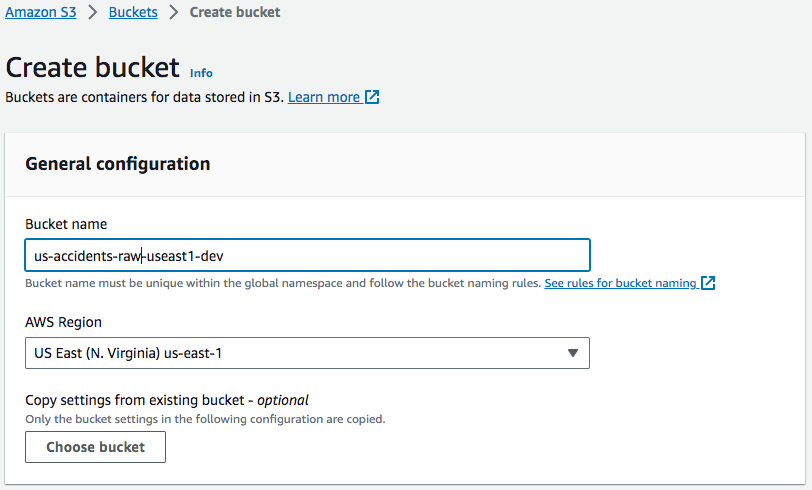 Amazon S3 > Buckets > Create bucket
Create bucket Info
Buckets are containers for data stored in S3. Learn more
General configuration
Bucket name
us-accidents-raw-useast1-dev
Bucket name must be unique within the global namespace and follow the bucket naming rules. See rules for bucket naming
AWS Region
US East (N. Virginia) us-east-1
Copy settings from existing bucket - optional
Only the bucket settings in the following configuration are copied.
Choose bucket